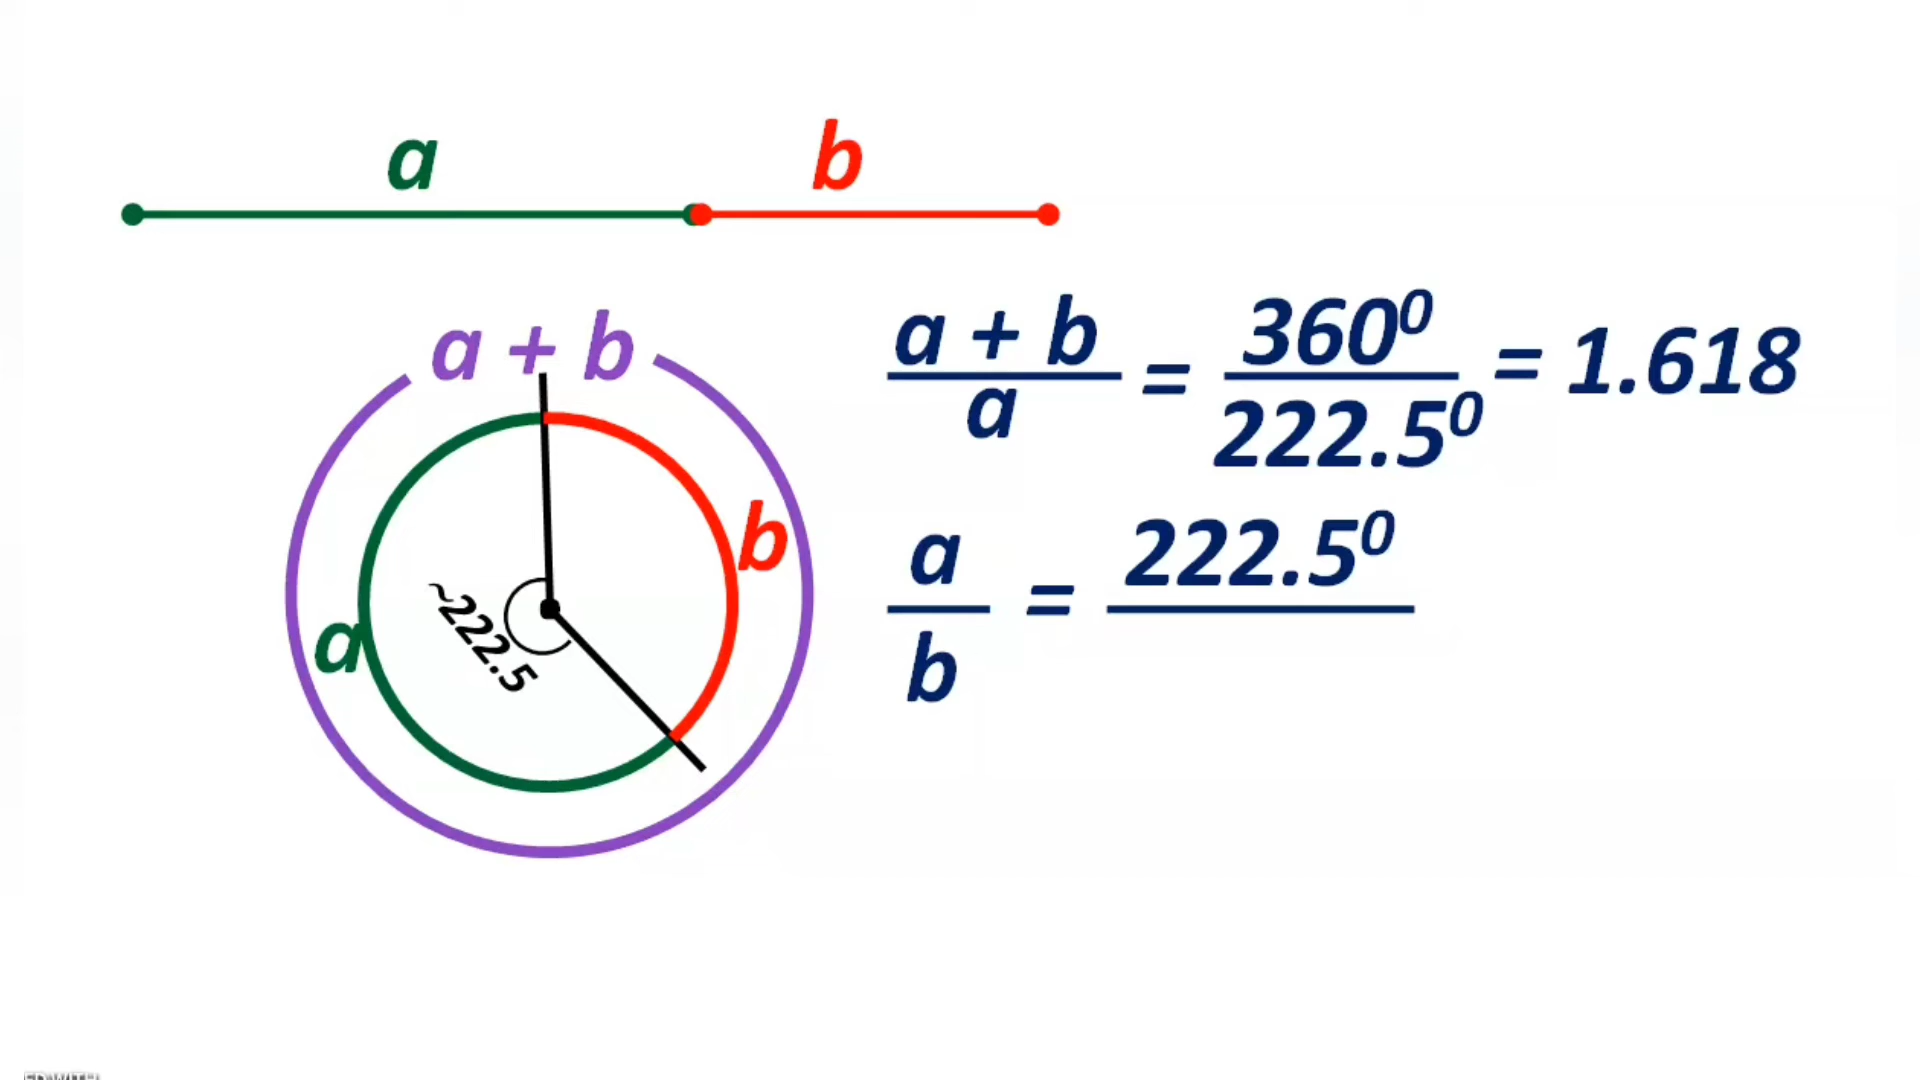 a b
a + b
a + b / a = 360⁰ / 222.5⁰ = 1.618
a / b = 222.5⁰
b
~222.5
a